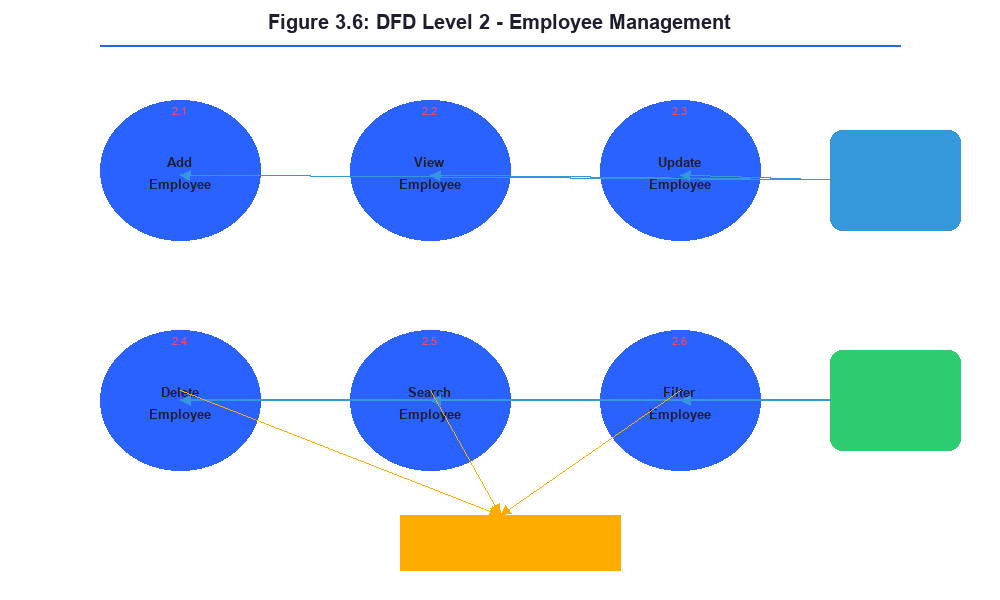 Figure 3.6: DFD Level 2 - Employee Management
2.1
2.2
2.3
Add
Employee
View
Employee
Update
Employee
2.4
2.5
2.6
Delete
Employee
Search
Employee
Filter
Employee